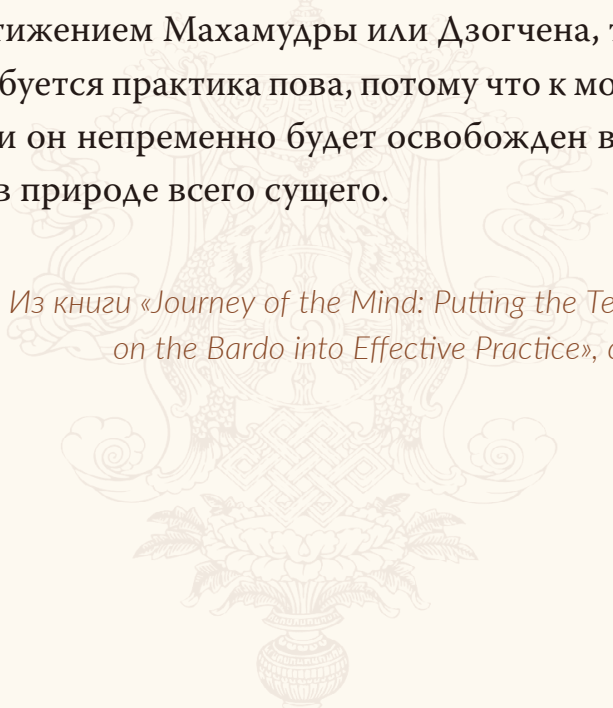 тижением Махамудры или Дзогчена, т
буется практика пова, потому что к мо
и он непременно будет освобожден в
в природе всего сущего.
Из книги «Journey of the Mind: Putting the Te
on the Bardo into Effective Practice», с